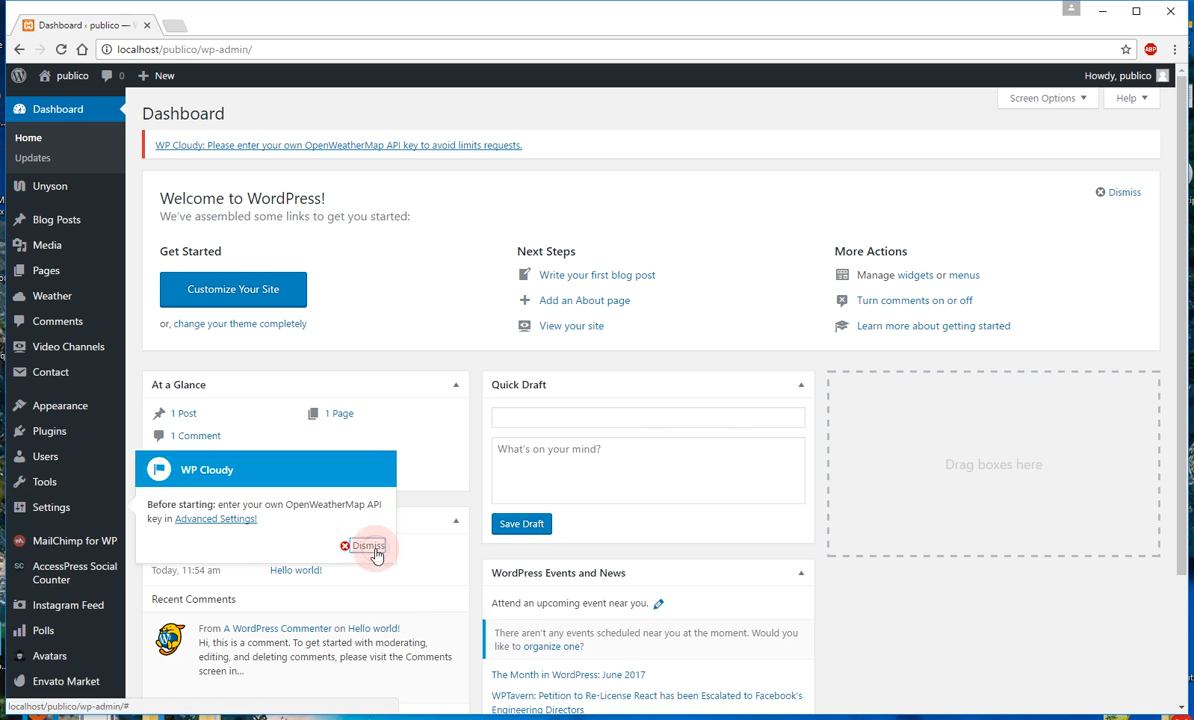 Dashboard ‹ publico —
localhost/publico/wp-admin/
ABP
publico
0
New
Howdy, publico
Dashboard
Home
Updates
Unyson
Blog Posts
Media
Pages
Weather
Comments
Video Channels
Contact
Appearance
Plugins
Users
Tools
Settings
MailChimp for WP
SC AccessPress Social
Counter
Instagram Feed
Polls
Avatars
Envato Market
Screen Options
Help
Dashboard
WP Cloudy: Please enter your own OpenWeatherMap API key to avoid limits requests.
Welcome to WordPress!
Dismiss
We've assembled some links to get you started:
Get Started
Customize Your Site
or, change your theme completely
Next Steps
Write your first blog post
Add an About page
View your site
More Actions
Manage widgets or menus
Turn comments on or off
Learn more about getting started
At a Glance
1 Post
1 Page
1 Comment
WP Cloudy
Before starting: enter your own OpenWeatherMap API
key in Advanced Settings!
Dismiss
Today, 11:54 am
Hello world!
Recent Comments
From A WordPress Commenter on Hello world!
Hi, this is a comment. To get started with moderating,
editing, and deleting comments, please visit the Comments
screen in...
Quick Draft
What's on your mind?
Save Draft
WordPress Events and News
Attend an upcoming event near you.
There aren't any events scheduled near you at the moment. Would you
like to organize one?
The Month in WordPress: June 2017
WPTavern: Petition to Re-License React has been Escalated to Facebook's
Engineering Directors
Drag boxes here
localhost/publico/wp-admin/#